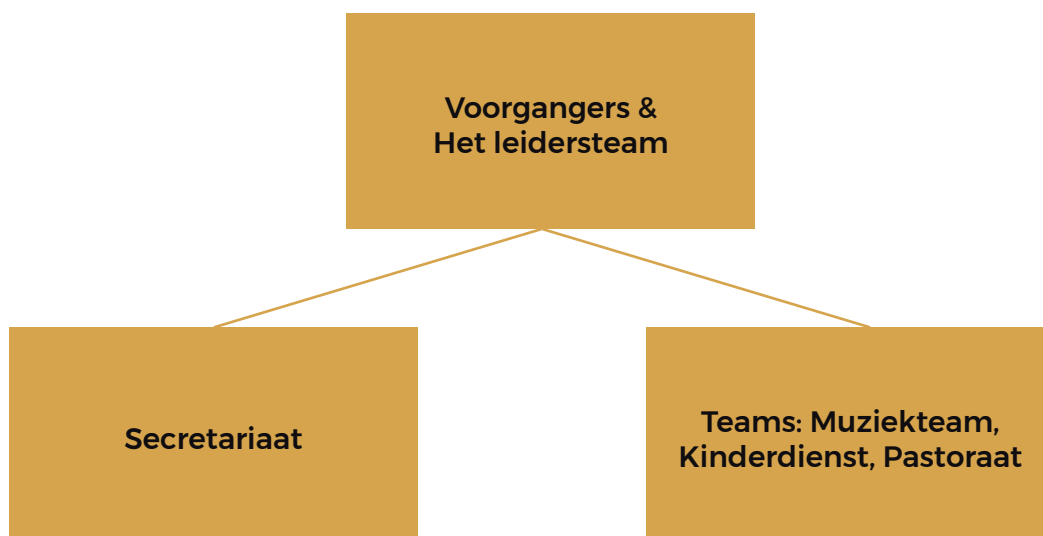 Voorgangers &
Het leidersteam
Secretariaat
Teams: Muziekteam,
Kinderdienst, Pastoraat